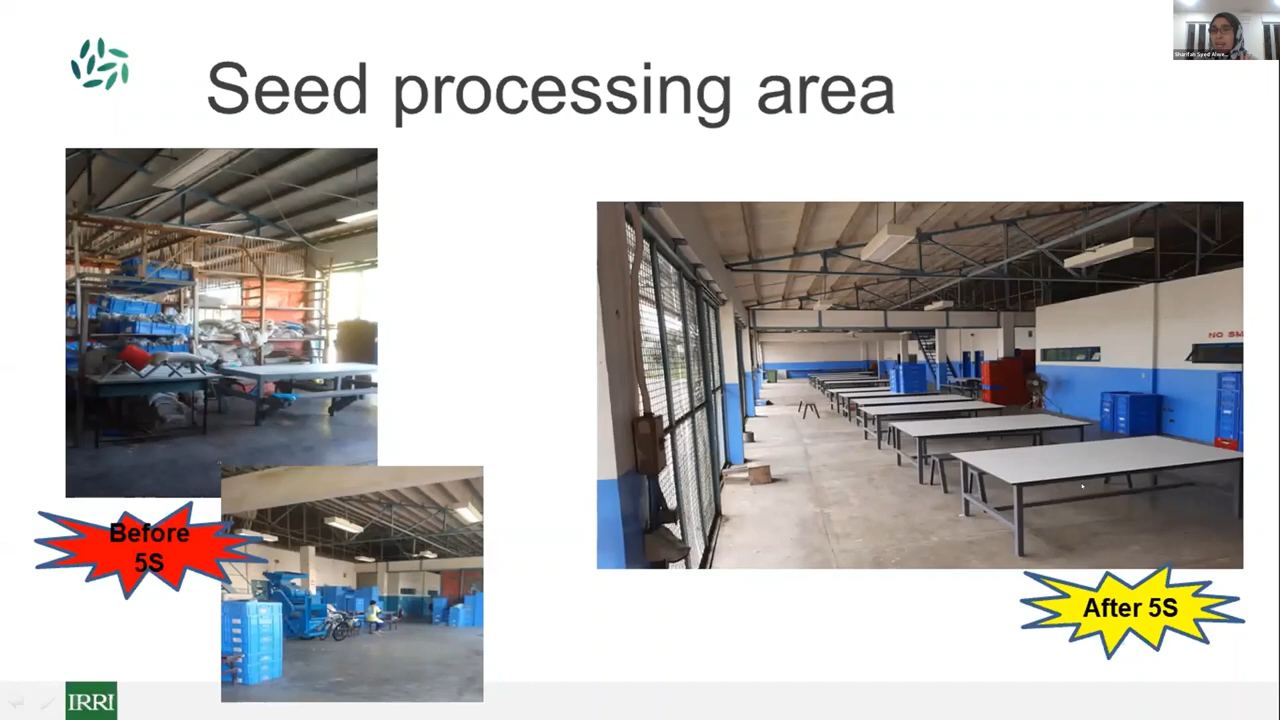 Seed processing area
Before
5S
After 5S
IRRI